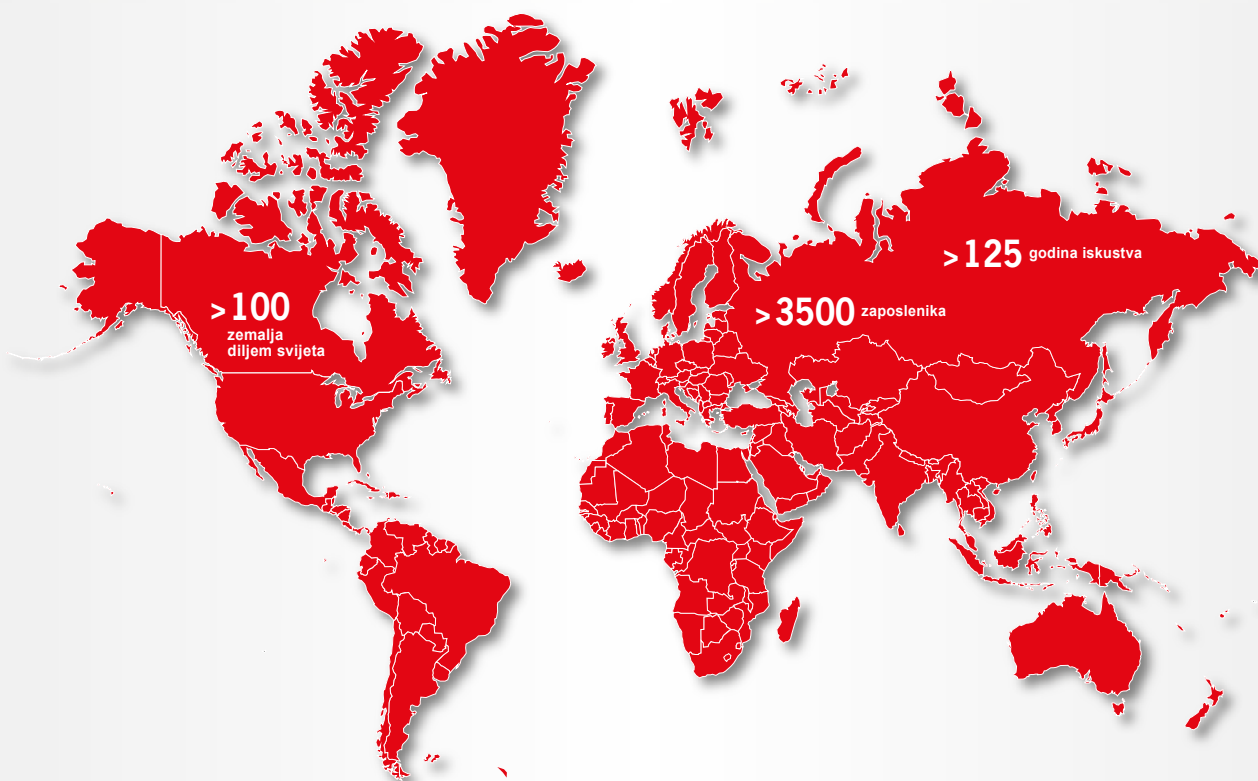 >125 godina iskustva
>100
zemalja
diljem svijeta
>3500 zaposlenika